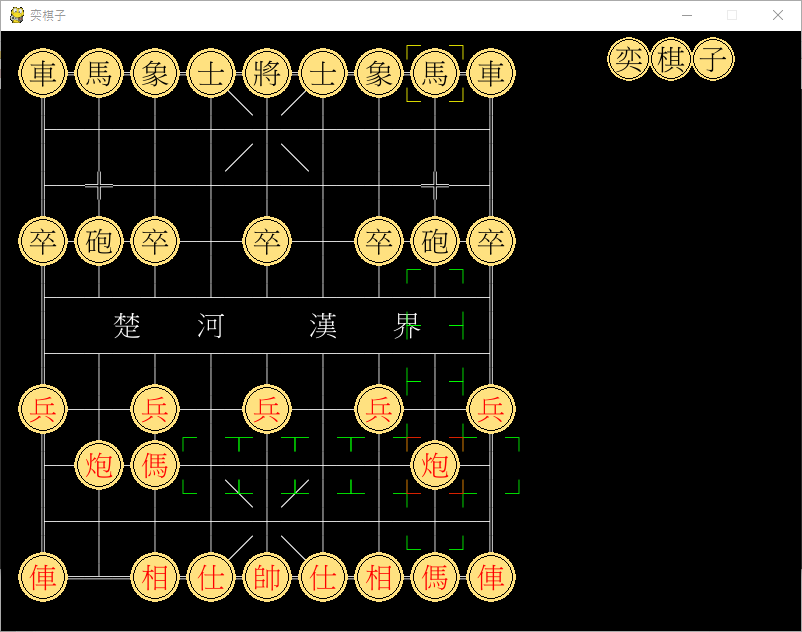 奕棋子
奕棋子
車馬象士將士象馬車
卒砲卒卒卒砲卒
楚河漢界
兵兵兵兵兵
炮傌炮
俥相仕帥仕相傌俥